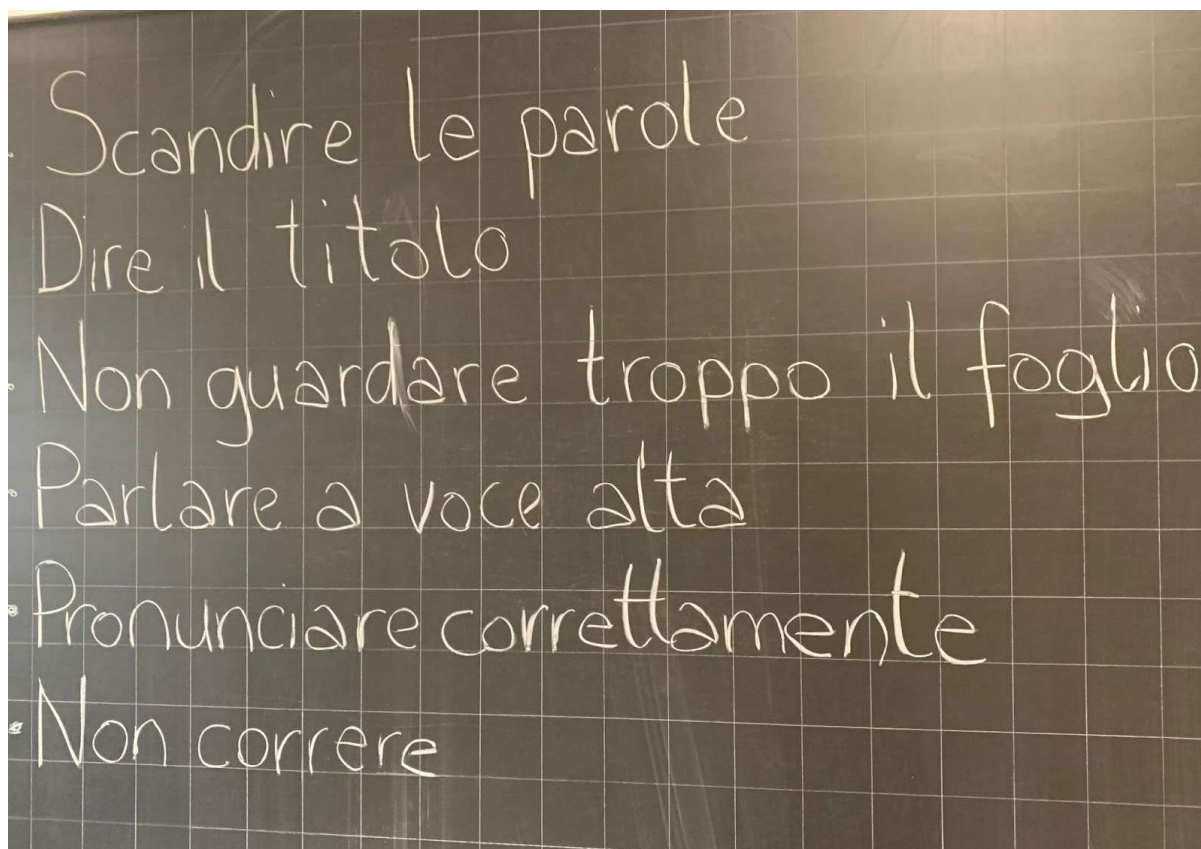 · Scandire le parole
Dire il titolo
· Non guardare troppo il foglio
· Parlare a voce alta
· Pronunciare correttamente
· Non correre